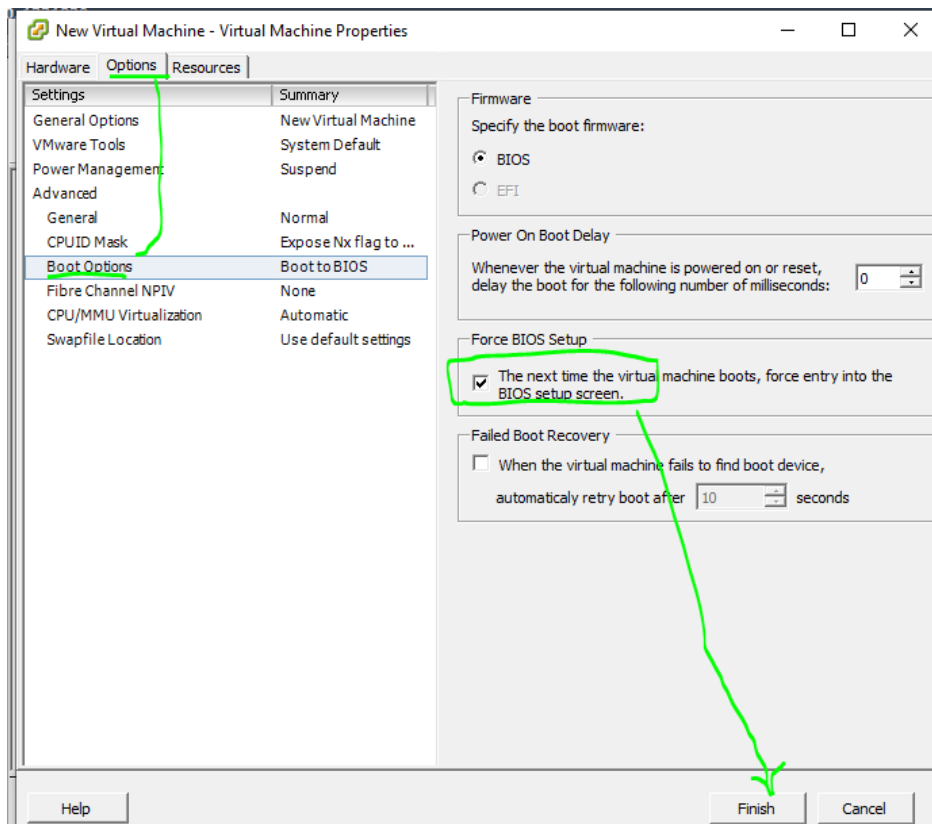 New Virtual Machine - Virtual Machine Properties
Hardware Options Resources
Settings Summary
General Options New Virtual Machine
VMware Tools System Default
Power Management Suspend
Advanced
General Normal
CPUID Mask Expose Nx flag to ...
Boot Options Boot to BIOS
Fibre Channel NPIV None
CPU/MMU Virtualization Automatic
Swapfile Location Use default settings
Firmware
Specify the boot firmware:
BIOS
EFI
Power On Boot Delay
Whenever the virtual machine is powered on or reset,
delay the boot for the following number of milliseconds: 0
Force BIOS Setup
The next time the virtual machine boots, force entry into the
BIOS setup screen.
Failed Boot Recovery
When the virtual machine fails to find boot device,
automaticaly retry boot after 10 seconds
Help Finish Cancel